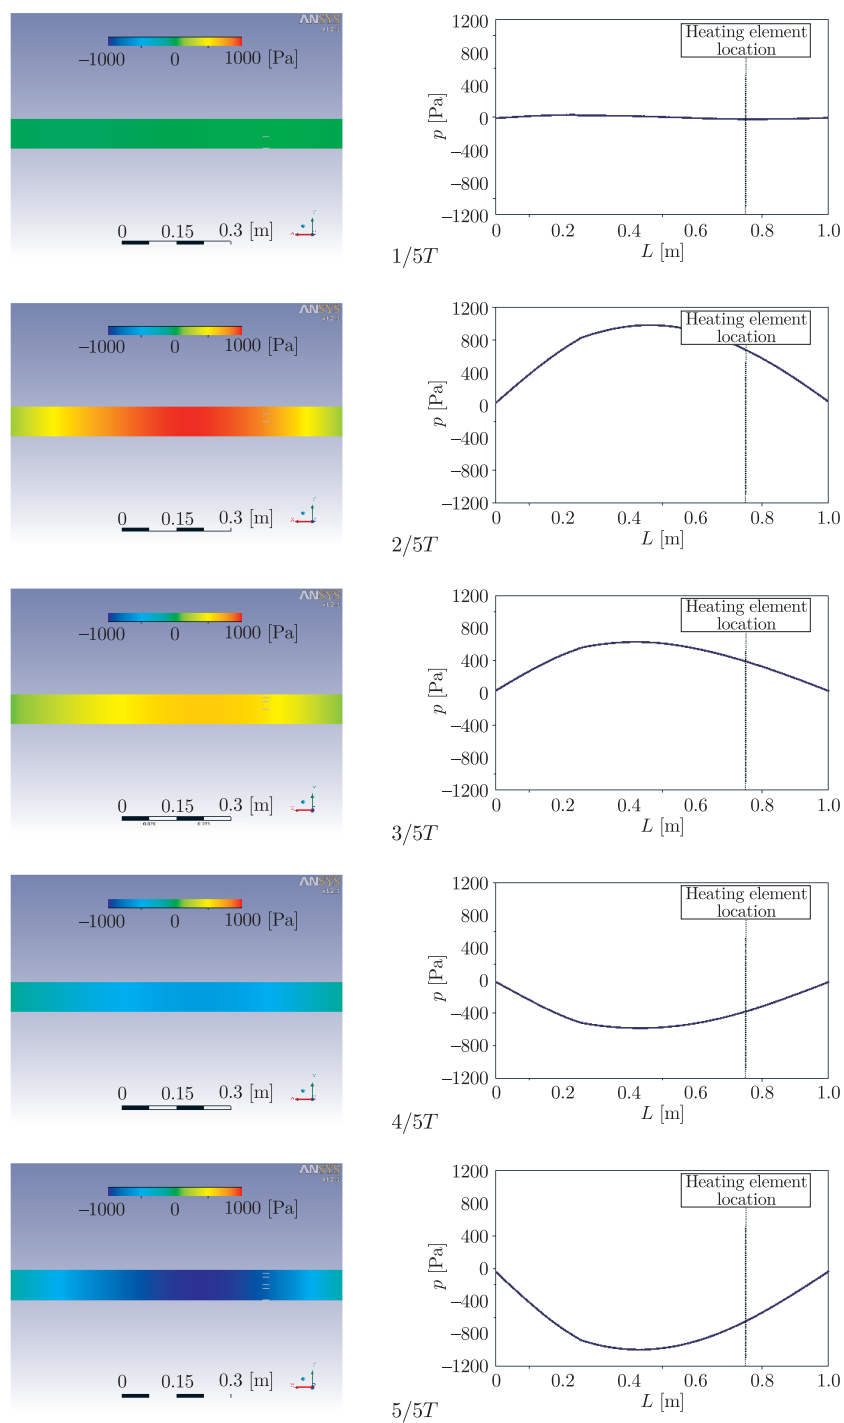 ANSYS
−1000 0 1000 [Pa]
0 0.15 0.3 [m]
1200
800
400
0
−400
−800
−1200
p [Pa]
Heating element
location
0 0.2 0.4 0.6 0.8 1.0
L [m]
1/5T
ANSYS
−1000 0 1000 [Pa]
0 0.15 0.3 [m]
1200
800
400
0
−400
−800
−1200
p [Pa]
Heating element
location
0 0.2 0.4 0.6 0.8 1.0
L [m]
2/5T
ANSYS
−1000 0 1000 [Pa]
0 0.15 0.3 [m]
0.075 0.225
1200
800
400
0
−400
−800
−1200
p [Pa]
Heating element
location
0 0.2 0.4 0.6 0.8 1.0
L [m]
3/5T
ANSYS
−1000 0 1000 [Pa]
0 0.15 0.3 [m]
1200
800
400
0
−400
−800
−1200
p [Pa]
Heating element
location
0 0.2 0.4 0.6 0.8 1.0
L [m]
4/5T
ANSYS
−1000 0 1000 [Pa]
0 0.15 0.3 [m]
1200
800
400
0
−400
−800
−1200
p [Pa]
Heating element
location
0 0.2 0.4 0.6 0.8 1.0
L [m]
5/5T